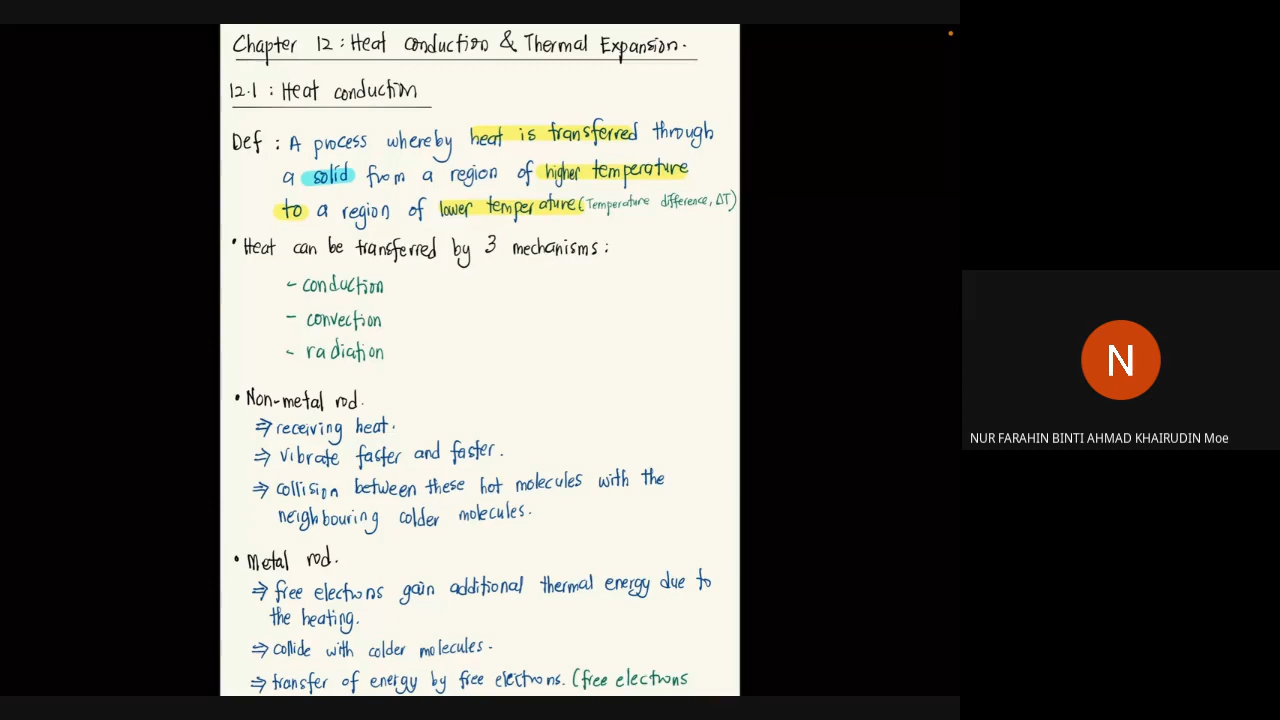 Chapter 12 : Heat conduction & Thermal Expansion.
12.1 : Heat conduction
Def : A process whereby heat is transferred through
a solid from a region of higher temperature
to a region of lower temperature (Temperature difference, ΔT)
• Heat can be transferred by 3 mechanisms :
- conduction
- convection
- radiation
• Non-metal rod.
⇒ receiving heat.
⇒ vibrate faster and faster.
⇒ collision between these hot molecules with the
neighbouring colder molecules.
• Metal rod.
⇒ free electrons gain additional thermal energy due to
the heating.
⇒ collide with colder molecules.
⇒ transfer of energy by free electrons. (free electrons
N
NUR FARAHIN BINTI AHMAD KHAIRUDIN Moe